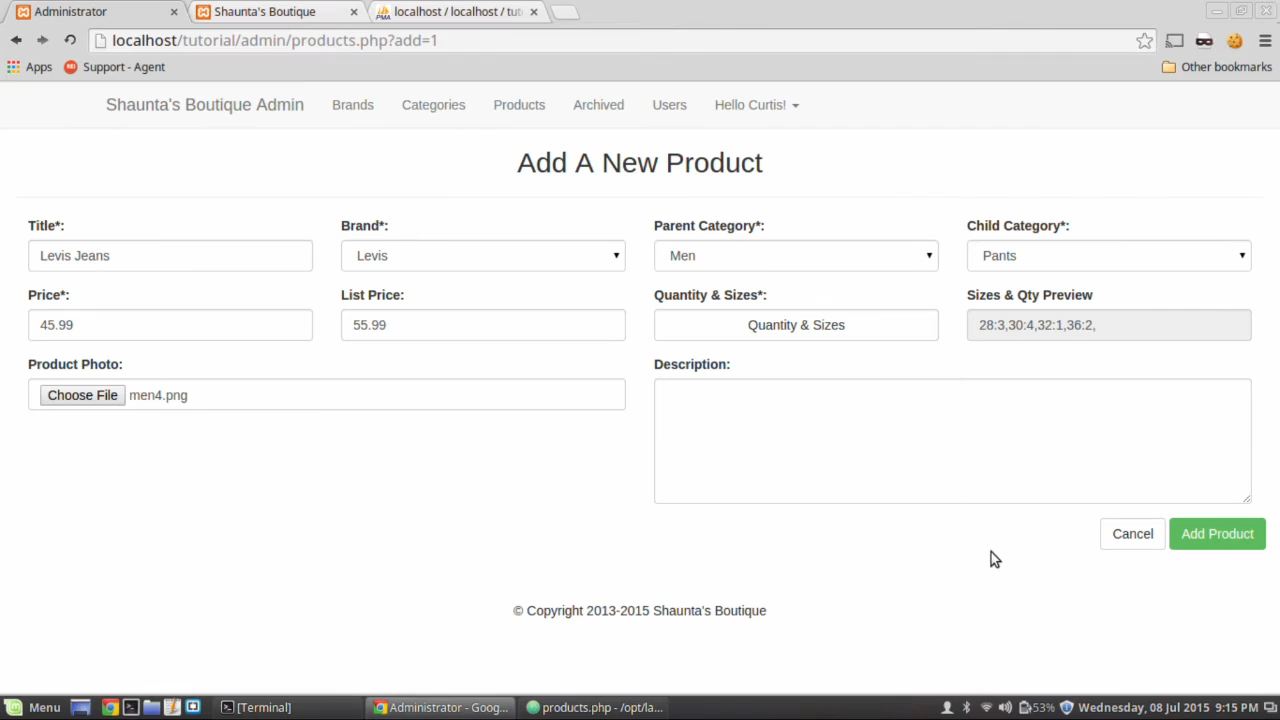 Administrator
Shaunta's Boutique
localhost / localhost / tut
localhost/tutorial/admin/products.php?add=1
Apps
Support - Agent
Other bookmarks
Shaunta's Boutique Admin
Brands
Categories
Products
Archived
Users
Hello Curtis!
Add A New Product
Title*:
Brand*:
Parent Category*:
Child Category*:
Levis Jeans
Levis
Men
Pants
Price*:
List Price:
Quantity & Sizes*:
Sizes & Qty Preview
45.99
55.99
Quantity & Sizes
28:3,30:4,32:1,36:2,
Product Photo:
Description:
Choose File men4.png
Cancel
Add Product
© Copyright 2013-2015 Shaunta's Boutique
Menu
[Terminal]
Administrator - Goog...
products.php - /opt/la...
53%
Wednesday, 08 Jul 2015 9:15 PM